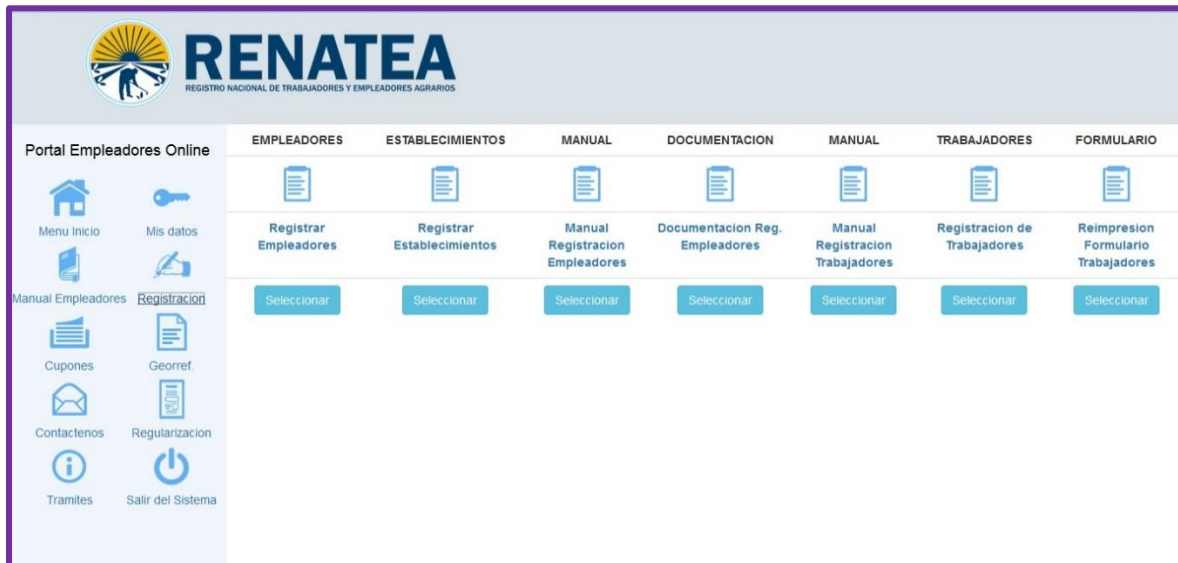 RENATEA
REGISTRO NACIONAL DE TRABAJADORES Y EMPLEADORES AGRARIOS
Portal Empleadores Online
Menu Inicio
Mis datos
Manual Empleadores
Registracion
Cupones
Georref.
Contactenos
Regularizacion
Tramites
Salir del Sistema
EMPLEADORES
ESTABLECIMIENTOS
MANUAL
DOCUMENTACION
MANUAL
TRABAJADORES
FORMULARIO
Registrar
Empleadores
Registrar
Establecimientos
Manual
Registracion
Empleadores
Documentacion Reg.
Empleadores
Manual
Registracion
Trabajadores
Registracion de
Trabajadores
Reimpresion
Formulario
Trabajadores
Seleccionar
Seleccionar
Seleccionar
Seleccionar
Seleccionar
Seleccionar
Seleccionar